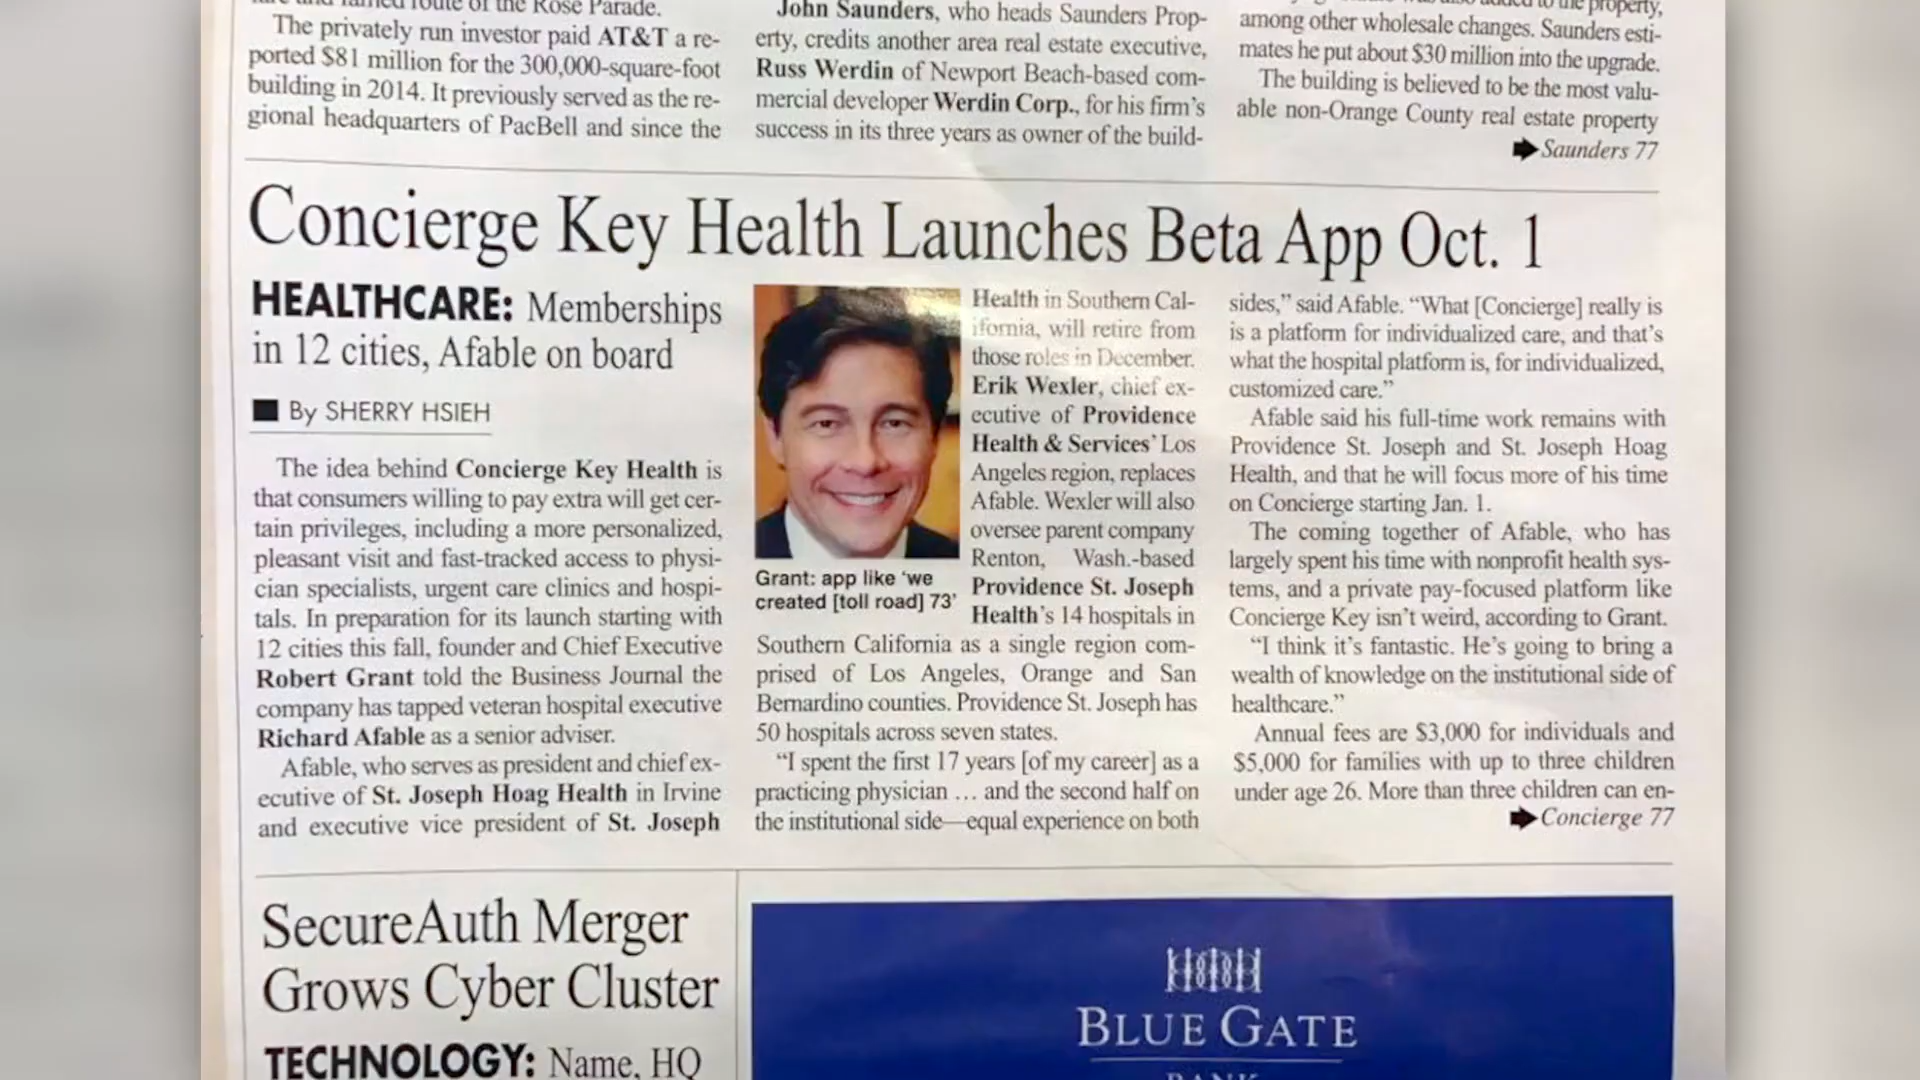 The privately run investor paid AT&T a re-
ported $81 million for the 300,000-square-foot
building in 2014. It previously served as the re-
gional headquarters of PacBell and since the
John Saunders, who heads Saunders Prop-
erty, credits another area real estate executive,
Russ Werdin of Newport Beach-based com-
mercial developer Werdin Corp., for his firm's
success in its three years as owner of the build-
among other wholesale changes. Saunders esti-
mates he put about $30 million into the upgrade.
The building is believed to be the most valu-
able non-Orange County real estate property
Saunders 77
Concierge Key Health Launches Beta App Oct. 1
HEALTHCARE: Memberships
in 12 cities, Afable on board
By SHERRY HSIEH
The idea behind Concierge Key Health is
that consumers willing to pay extra will get cer-
tain privileges, including a more personalized,
pleasant visit and fast-tracked access to physi-
cian specialists, urgent care clinics and hospi-
tals. In preparation for its launch starting with
12 cities this fall, founder and Chief Executive
Robert Grant told the Business Journal the
company has tapped veteran hospital executive
Richard Afable as a senior adviser.
Afable, who serves as president and chief ex-
ecutive of St. Joseph Hoag Health in Irvine
and executive vice president of St. Joseph
Grant: app like ‘we
created [toll road] 73’
Health in Southern Cal-
ifornia, will retire from
those roles in December.
Erik Wexler, chief ex-
ecutive of Providence
Health & Services’ Los
Angeles region, replaces
Afable. Wexler will also
oversee parent company
Renton, Wash.-based
Providence St. Joseph
Health’s 14 hospitals in
Southern California as a single region com-
prised of Los Angeles, Orange and San
Bernardino counties. Providence St. Joseph has
50 hospitals across seven states.
“I spent the first 17 years [of my career] as a
practicing physician … and the second half on
the institutional side—equal experience on both
sides,” said Afable. “What [Concierge] really is
is a platform for individualized care, and that’s
what the hospital platform is, for individualized,
customized care.”
Afable said his full-time work remains with
Providence St. Joseph and St. Joseph Hoag
Health, and that he will focus more of his time
on Concierge starting Jan. 1.
The coming together of Afable, who has
largely spent his time with nonprofit health sys-
tems, and a private pay-focused platform like
Concierge Key isn’t weird, according to Grant.
“I think it’s fantastic. He’s going to bring a
wealth of knowledge on the institutional side of
healthcare.”
Annual fees are $3,000 for individuals and
$5,000 for families with up to three children
under age 26. More than three children can en-
Concierge 77
SecureAuth Merger
Grows Cyber Cluster
TECHNOLOGY: Name, HQ
BLUE GATE